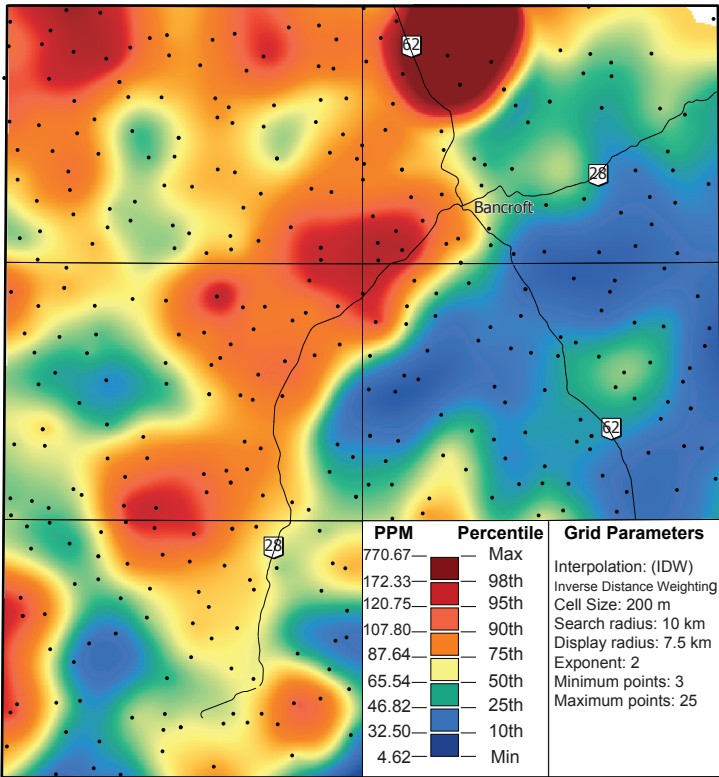 62
28
Bancroft
62
28
PPM Percentile
770.67 Max
172.33 98th
120.75 95th
107.80 90th
87.64 75th
65.54 50th
46.82 25th
32.50 10th
4.62 Min
Grid Parameters
Interpolation: (IDW)
Inverse Distance Weighting
Cell Size: 200 m
Search radius: 10 km
Display radius: 7.5 km
Exponent: 2
Minimum points: 3
Maximum points: 25